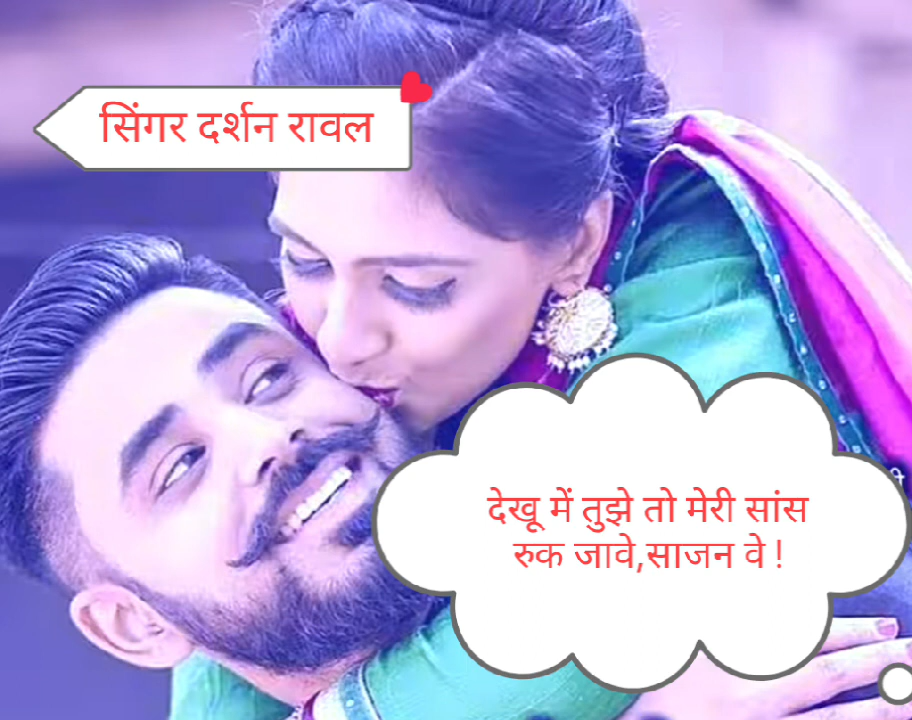 सिंगर दर्शन रावल
देखू में तुझे तो मेरी सांस
रुक जावे,साजन वे !